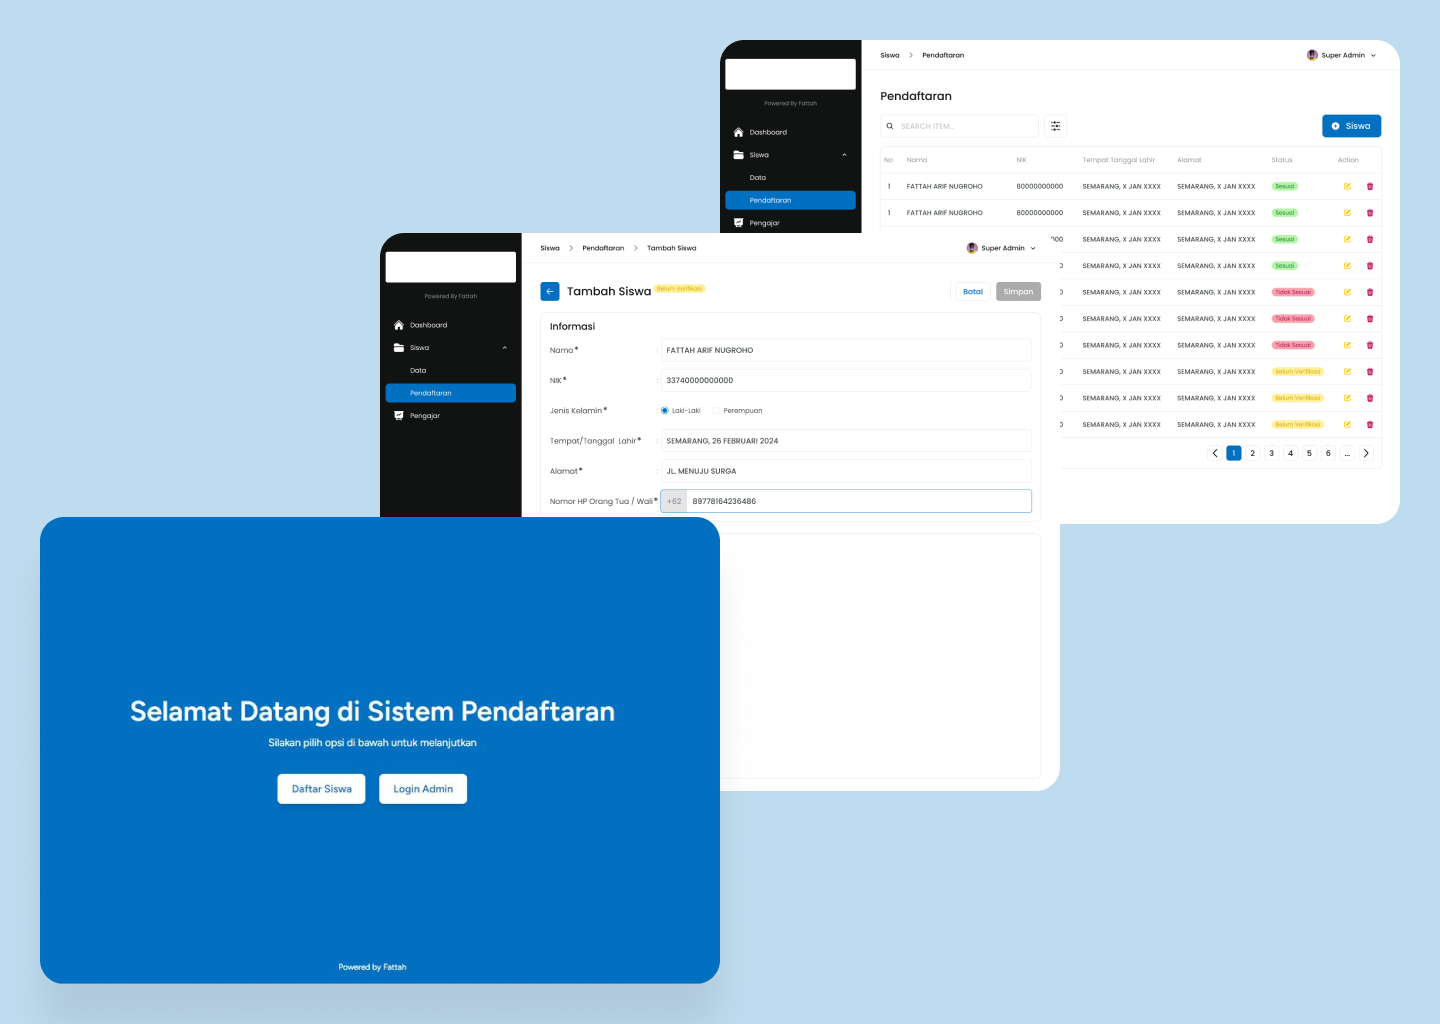 Siswa > Pendaftaran
Super Admin
Powered By Fattah
Pendaftaran
SEARCH ITEM..
Siswa
Dashboard
Siswa
Data
Pendaftaran
Pengajar
No Nama NIK Tempat Tanggal Lahir Alamat Status Action
1 FATTAH ARIF NUGROHO 80000000000 SEMARANG, X JAN XXXX SEMARANG, X JAN XXXX Sesuai
1 FATTAH ARIF NUGROHO 80000000000 SEMARANG, X JAN XXXX SEMARANG, X JAN XXXX Sesuai
000 SEMARANG, X JAN XXXX SEMARANG, X JAN XXXX Sesuai
SEMARANG, X JAN XXXX SEMARANG, X JAN XXXX Sesuai
SEMARANG, X JAN XXXX SEMARANG, X JAN XXXX Tidak Sesuai
SEMARANG, X JAN XXXX SEMARANG, X JAN XXXX Tidak Sesuai
SEMARANG, X JAN XXXX SEMARANG, X JAN XXXX Tidak Sesuai
SEMARANG, X JAN XXXX SEMARANG, X JAN XXXX Belum Verifikasi
SEMARANG, X JAN XXXX SEMARANG, X JAN XXXX Belum Verifikasi
SEMARANG, X JAN XXXX SEMARANG, X JAN XXXX Belum Verifikasi
1 2 3 4 5 6 ...
Siswa > Pendaftaran > Tambah Siswa
Super Admin
Powered By Fattah
Dashboard
Siswa
Data
Pendaftaran
Pengajar
Tambah Siswa Belum Verifikasi
Batal Simpan
Informasi
Nama* : FATTAH ARIF NUGROHO
NIK* : 33740000000000
Jenis Kelamin* : Laki-Laki Perempuan
Tempat/Tanggal Lahir* : SEMARANG, 26 FEBRUARI 2024
Alamat* : JL. MENUJU SURGA
Nomor HP Orang Tua / Wali* +62 89778164236486
Selamat Datang di Sistem Pendaftaran
Silakan pilih opsi di bawah untuk melanjutkan
Daftar Siswa Login Admin
Powered by Fattah